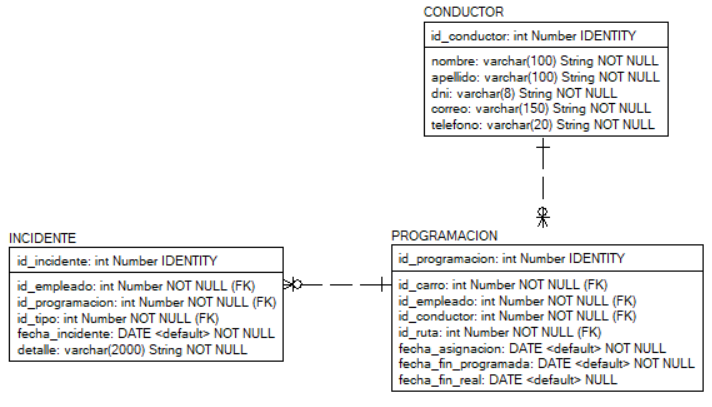 CONDUCTOR
id_conductor: int Number IDENTITY
nombre: varchar(100) String NOT NULL
apellido: varchar(100) String NOT NULL
dni: varchar(8) String NOT NULL
correo: varchar(150) String NOT NULL
telefono: varchar(20) String NOT NULL
INCIDENTE
id_incidente: int Number IDENTITY
id_empleado: int Number NOT NULL (FK)
id_programacion: int Number NOT NULL (FK)
id_tipo: int Number NOT NULL (FK)
fecha_incidente: DATE <default> NOT NULL
detalle: varchar(2000) String NOT NULL
PROGRAMACION
id_programacion: int Number IDENTITY
id_carro: int Number NOT NULL (FK)
id_empleado: int Number NOT NULL (FK)
id_conductor: int Number NOT NULL (FK)
id_ruta: int Number NOT NULL (FK)
fecha_asignacion: DATE <default> NOT NULL
fecha_fin_programada: DATE <default> NOT NULL
fecha_fin_real: DATE <default> NULL